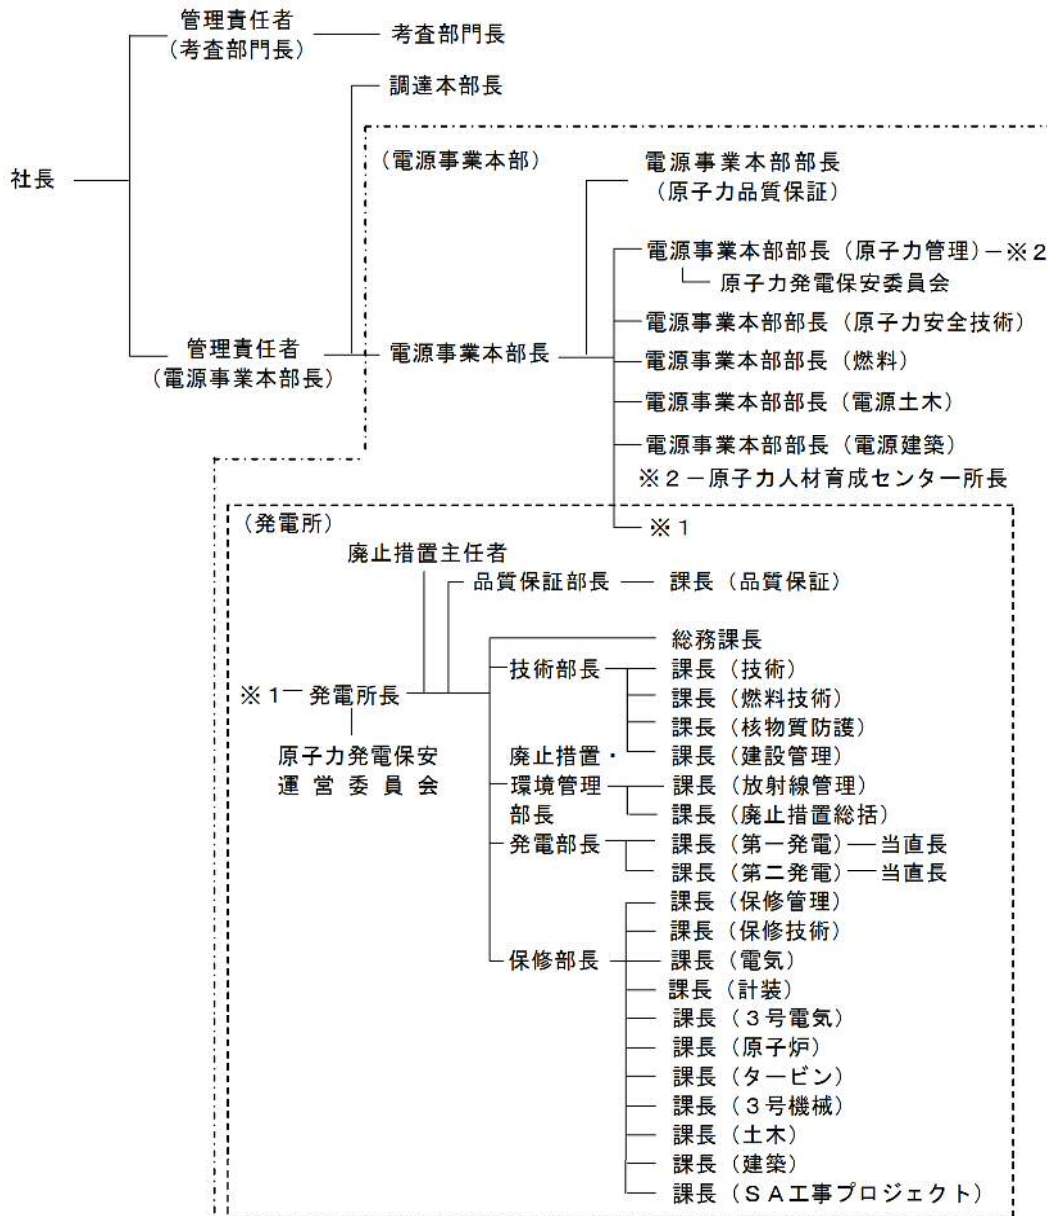 管理責任者
(考査部門長)
考査部門長
調達本部長
(電源事業本部)
電源事業本部部長
(原子力品質保証)
社長
電源事業本部部長(原子力管理)-※2
原子力発電保安委員会
電源事業本部部長(原子力安全技術)
管理責任者
(電源事業本部長)
電源事業本部長
電源事業本部部長(燃料)
電源事業本部部長(電源土木)
電源事業本部部長(電源建築)
※2-原子力人材育成センター所長
(発電所)
※1
廃止措置主任者
品質保証部長
課長(品質保証)
総務課長
技術部長
課長(技術)
※1
発電所長
課長(燃料技術)
課長(核物質防護)
原子力発電保安
運営委員会
廃止措置・
環境管理
部長
課長(建設管理)
課長(放射線管理)
課長(廃止措置総括)
発電部長
課長(第一発電)
当直長
課長(第二発電)
当直長
課長(保修管理)
課長(保修技術)
保修部長
課長(電気)
課長(計装)
課長(3号電気)
課長(原子炉)
課長(タービン)
課長(3号機械)
課長(土木)
課長(建築)
課長(SA工事プロジェクト)